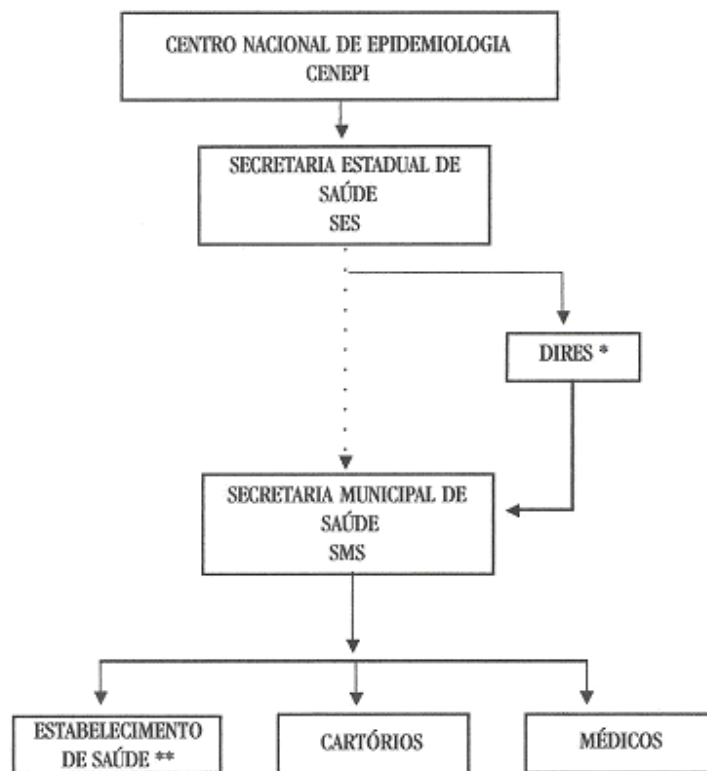 CENTRO NACIONAL DE EPIDEMIOLOGIA
CENEPI
SECRETARIA ESTADUAL DE
SAÚDE
SES
DIRES *
SECRETARIA MUNICIPAL DE
SAÚDE
SMS
ESTABELECIMENTO
DE SAÚDE **
CARTÓRIOS
MÉDICOS